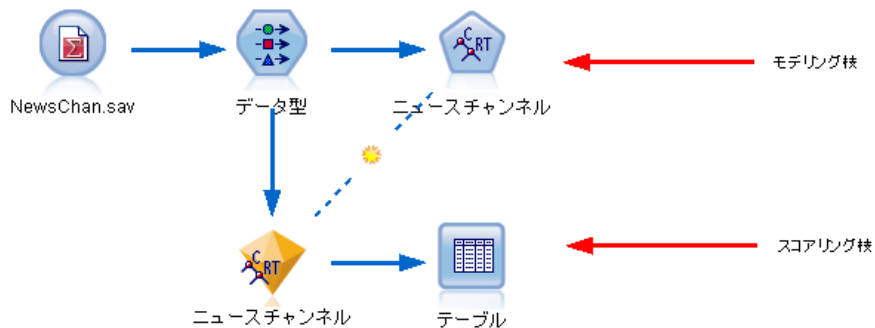 C RT
モデリング枝
NewsChan.sav
データ型
ニュースチャンネル
C RT
スコアリング枝
ニュースチャンネル
テーブル